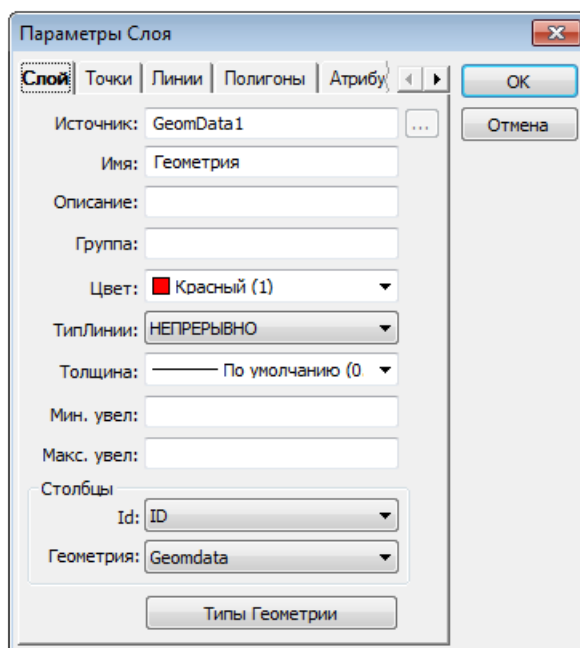 Параметры Слоя
Слой Точки Линии Полигоны Атрибу
OK
Источник: GeomData1 ...
Отмена
Имя: Геометрия
Описание:
Группа:
Цвет: Красный (1)
ТипЛинии: НЕПРЕРЫВНО
Толщина: По умолчанию (0.
Мин. увел:
Макс. увел:
Столбцы
Id: ID
Геометрия: Geomdata
Типы Геометрии